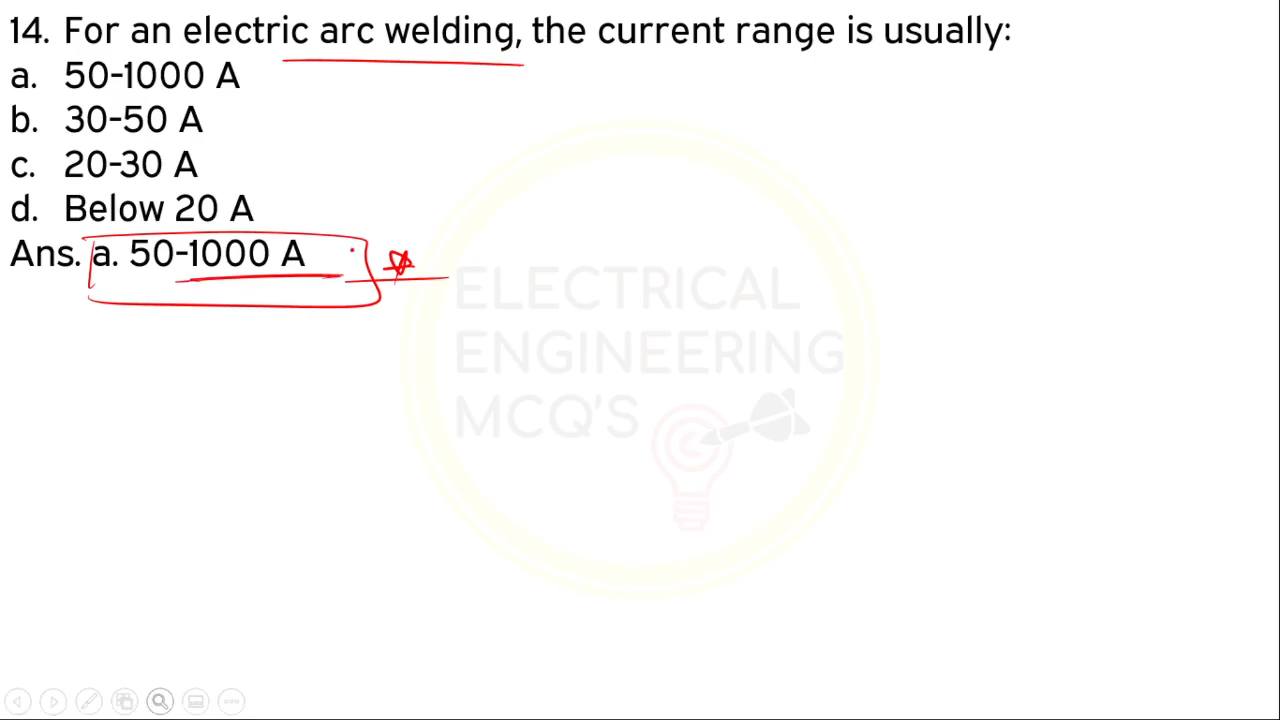 14. For an electric arc welding, the current range is usually:
a. 50-1000 A
b. 30-50 A
c. 20-30 A
d. Below 20 A
Ans. a. 50-1000 A
ELECTRICAL
ENGINEERING
MCQ'S